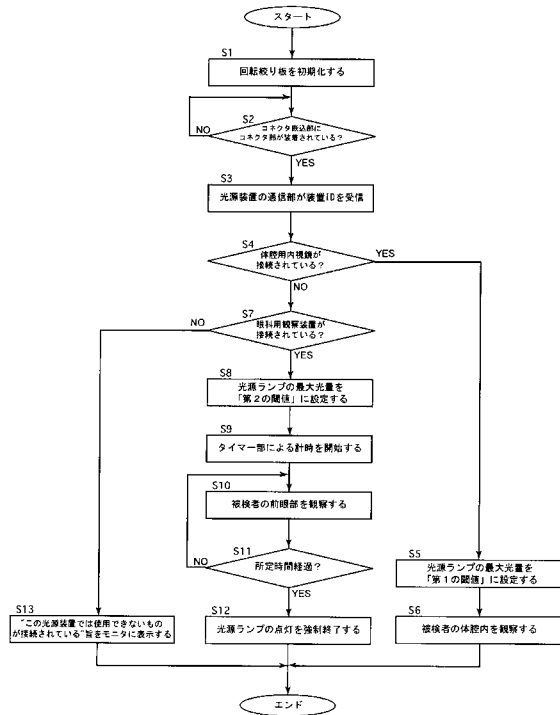 スタート
S1
回転絞り板を初期化する
S2
コネクタ嵌込部に
コネクタ部が装着されている?
NO
YES
S3
光源装置の通信部が装置IDを受信
S4
体腔用内視鏡が
接続されている?
YES
NO
S7
眼科用観察装置が
接続されている?
NO
YES
S8
光源ランプの最大光量を
「第2の閾値」に設定する
S9
タイマー部による計時を開始する
S10
被検者の前眼部を観察する
S11
所定時間経過?
NO
YES
S5
光源ランプの最大光量を
「第1の閾値」に設定する
S13
"この光源装置では使用できないもの
が接続されている"旨をモニタに表示する
S12
光源ランプの点灯を強制終了する
S6
被検者の体腔内を観察する
エンド